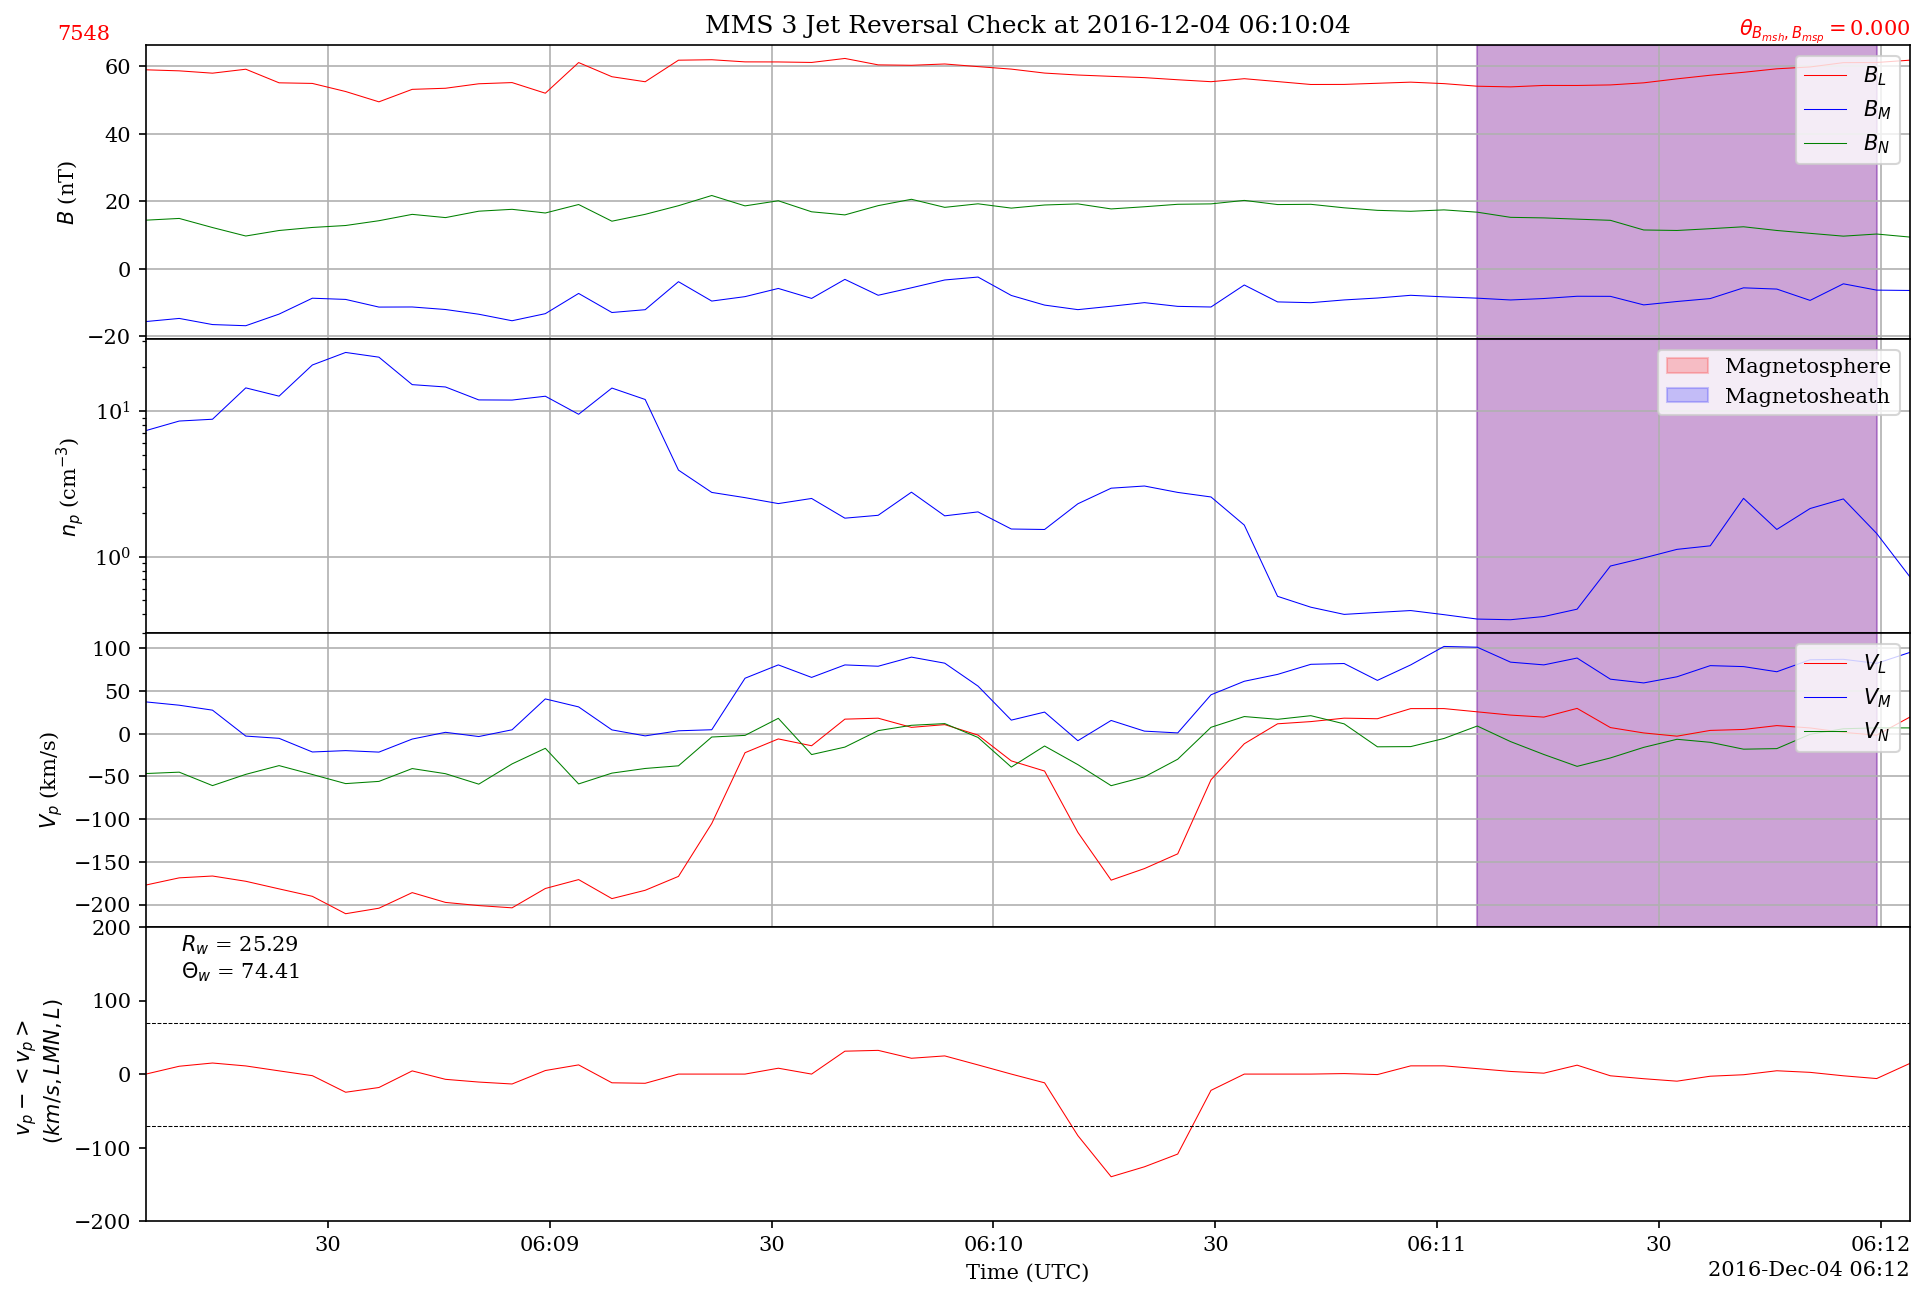 7548
MMS 3 Jet Reversal Check at 2016-12-04 06:10:04
θ_{B_{msh}, B_{msp}} = 0.000
60
40
20
0
−20
B (nT)
B_L
B_M
B_N
10^1
10^0
n_p (cm^{−3})
Magnetosphere
Magnetosheath
100
50
0
−50
−100
−150
−200
V_p (km/s)
V_L
V_M
V_N
200
100
0
−100
−200
v_p − < v_p >
(km/s, LMN, L)
R_w = 25.29
Θ_w = 74.41
30
06:09
30
06:10
30
06:11
30
06:12
Time (UTC)
2016-Dec-04 06:12